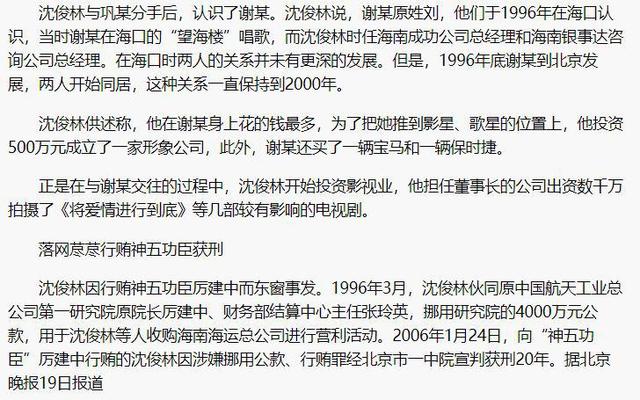 沈俊林与巩某分手后，认识了谢某。沈俊林说，谢某原姓刘，他们于1996年在海口认
识，当时谢某在海口的“望海楼”唱歌，而沈俊林时任海南成功公司总经理和海南银事达咨
询公司总经理。在海口时两人的关系并未有更深的发展。但是，1996年底谢某到北京发
展，两人开始同居，这种关系一直保持到2000年。
沈俊林供述称，他在谢某身上花的钱最多，为了把她推到影星、歌星的位置上，他投资
500万元成立了一家形象公司，此外，谢某还买了一辆宝马和一辆保时捷。
正是在与谢某交往的过程中，沈俊林开始投资影视业，他担任董事长的公司出资数千万
拍摄了《将爱情进行到底》等几部较有影响的电视剧。
落网荩荩行贿神五功臣获刑
沈俊林因行贿神五功臣厉建中而东窗事发。1996年3月，沈俊林伙同原中国航天工业总
公司第一研究院原院长厉建中、财务部结算中心主任张玲英，挪用研究院的4000万元公
款，用于沈俊林等人收购海南海运总公司进行营利活动。2006年1月24日，向“神五功
臣”厉建中行贿的沈俊林因涉嫌挪用公款、行贿罪经北京市一中院宣判获刑20年。据北京
晚报19日报道